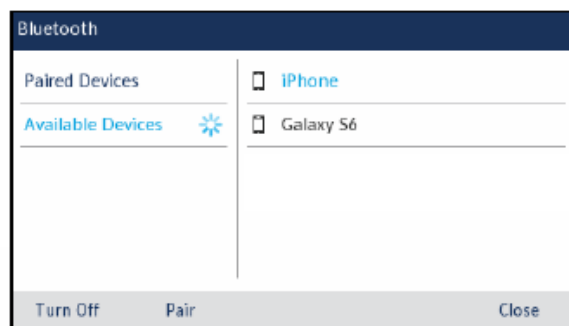 Bluetooth
Paired Devices
Available Devices
iPhone
Galaxy S6
Turn Off Pair Close